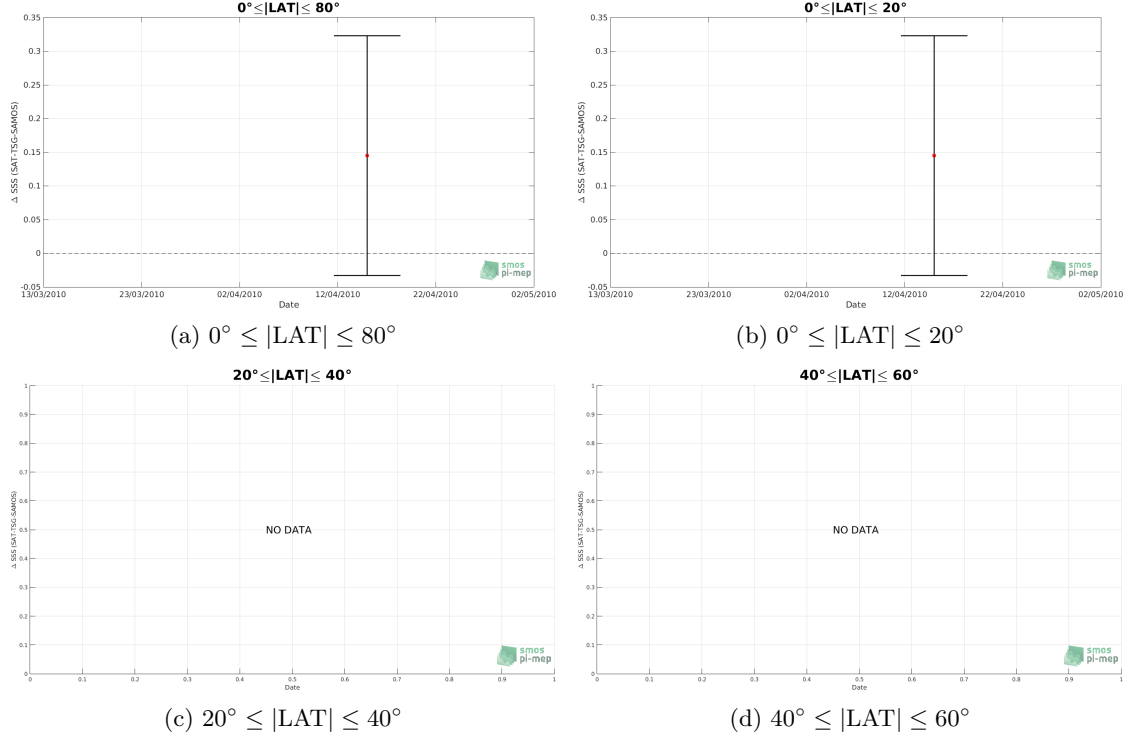 0°≤|LAT|≤ 80°
0.35
0.3
0.25
0.2
0.15
0.1
0.05
0
-0.05
Δ SSS (SAT-TSG-SAMOS)
13/03/2010 23/03/2010 02/04/2010 12/04/2010 22/04/2010 02/05/2010
Date
smos
pi-mep
(a) 0° ≤ |LAT| ≤ 80°
0°≤|LAT|≤ 20°
0.35
0.3
0.25
0.2
0.15
0.1
0.05
0
-0.05
Δ SSS (SAT-TSG-SAMOS)
13/03/2010 23/03/2010 02/04/2010 12/04/2010 22/04/2010 02/05/2010
Date
smos
pi-mep
(b) 0° ≤ |LAT| ≤ 20°
20°≤|LAT|≤ 40°
1
0.9
0.8
0.7
0.6
0.5
0.4
0.3
0.2
0.1
0
Δ SSS (SAT-TSG-SAMOS)
NO DATA
0 0.1 0.2 0.3 0.4 0.5 0.6 0.7 0.8 0.9 1
Date
smos
pi-mep
(c) 20° ≤ |LAT| ≤ 40°
40°≤|LAT|≤ 60°
1
0.9
0.8
0.7
0.6
0.5
0.4
0.3
0.2
0.1
0
Δ SSS (SAT-TSG-SAMOS)
NO DATA
0 0.1 0.2 0.3 0.4 0.5 0.6 0.7 0.8 0.9 1
Date
smos
pi-mep
(d) 40° ≤ |LAT| ≤ 60°